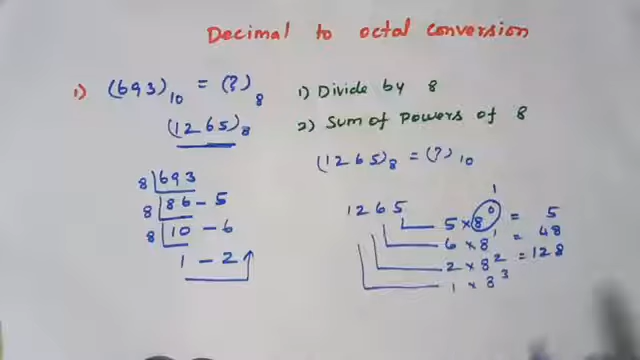 Decimal to octal conversion
1) (693)₁₀ = (?)₈
(1265)₈
8 693
8 86 - 5
8 10 - 6
1 - 2
1) Divide by 8
2) Sum of Powers of 8
(1265)₈ = (?)₁₀
1
1265
5 × 8⁰ = 5
6 × 8¹ = 48
2 × 8² = 128
1 × 8³